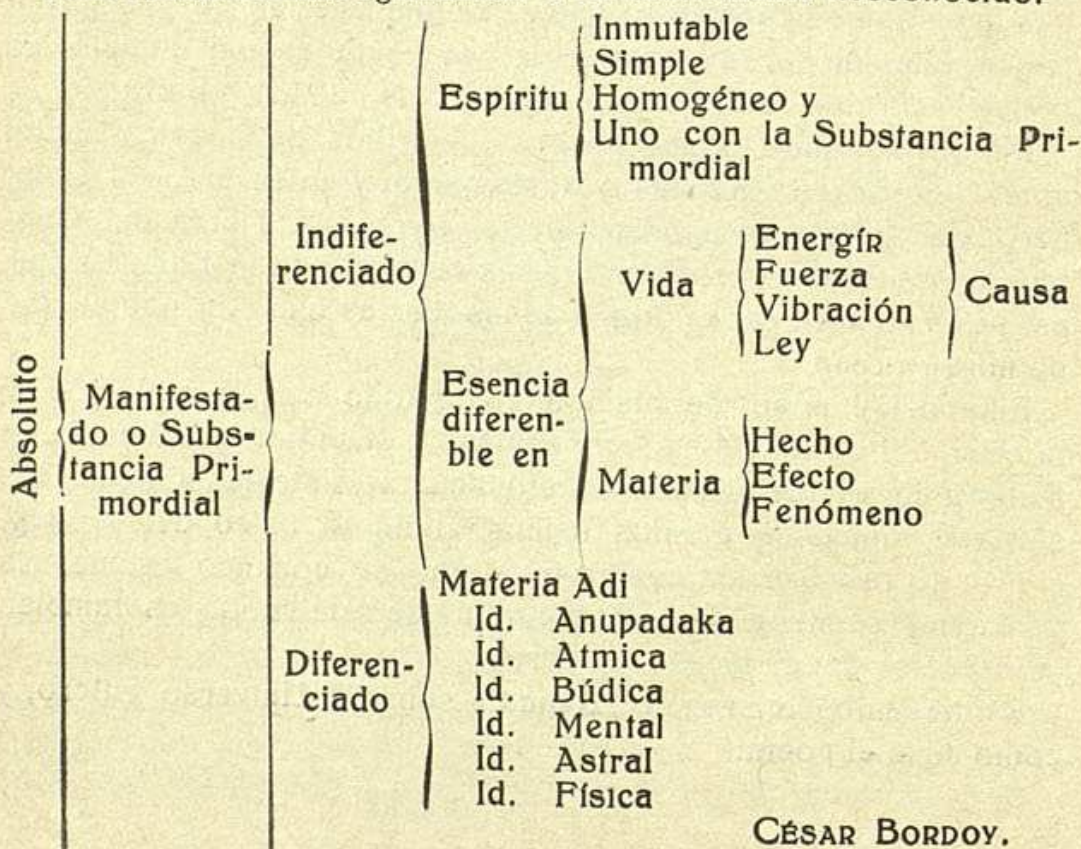 Inmutable
Simple
Espíritu Homogéneo y
Uno con la Substancia Pri-
mordial
Indife-
renciado
Vida
Energía
Fuerza
Vibración
Ley
Causa
Absoluto
Manifesta-
do o Subs-
tancia Pri-
mordial
Esencia
diferen-
ble en
Materia
Hecho
Efecto
Fenómeno
Diferen-
ciado
Materia Adi
Id. Anupadaka
Id. Atmica
Id. Búdica
Id. Mental
Id. Astral
Id. Física
CÉSAR BORDOY.